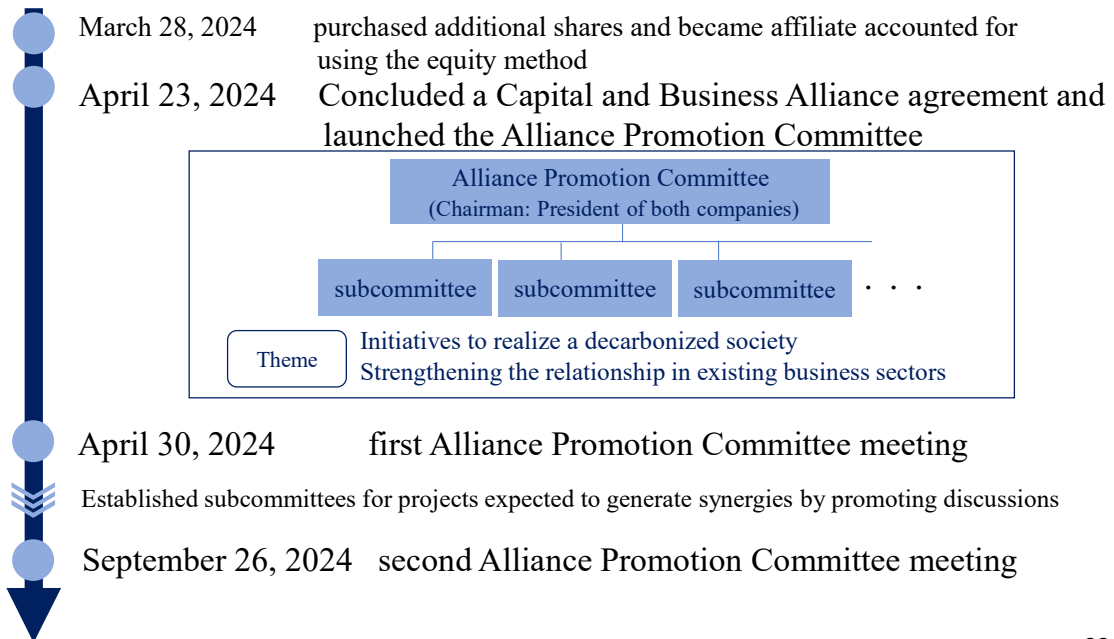 March 28, 2024 purchased additional shares and became affiliate accounted for
using the equity method
April 23, 2024 Concluded a Capital and Business Alliance agreement and
launched the Alliance Promotion Committee
Alliance Promotion Committee
(Chairman: President of both companies)
subcommittee subcommittee subcommittee ・・・
Theme
Initiatives to realize a decarbonized society
Strengthening the relationship in existing business sectors
April 30, 2024 first Alliance Promotion Committee meeting
Established subcommittees for projects expected to generate synergies by promoting discussions
September 26, 2024 second Alliance Promotion Committee meeting